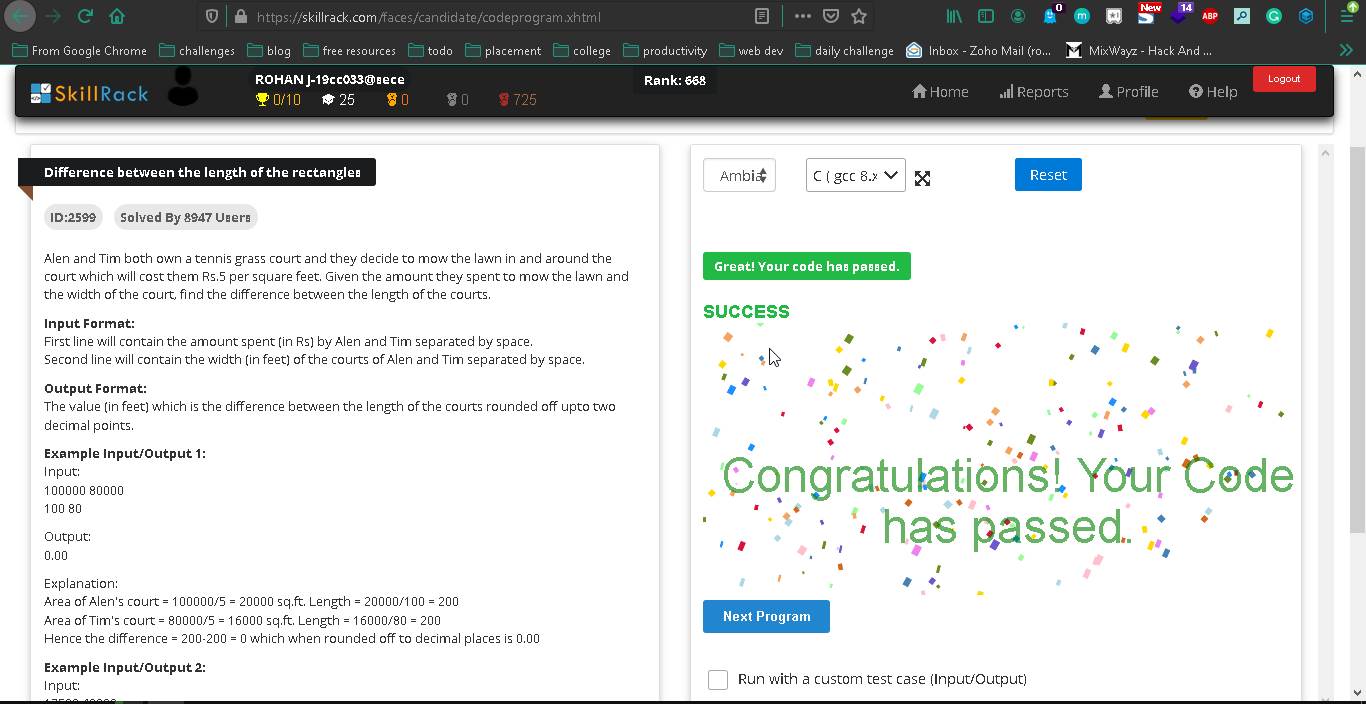 https://skillrack.com/faces/candidate/codeprogram.xhtml
0
New
14
ABP
From Google Chrome
challenges
blog
free resources
todo
placement
college
productivity
web dev
daily challenge
Inbox - Zoho Mail (ro...
MixWayz - Hack And ...
SkillRack
ROHAN J-19cc033@sece
0/10
25
0
0
725
Rank: 668
Home
Reports
Profile
Help
Logout
Difference between the length of the rectangles
ID:2599
Solved By 8947 Users
Alen and Tim both own a tennis grass court and they decide to mow the lawn in and around the
court which will cost them Rs.5 per square feet. Given the amount they spent to mow the lawn and
the width of the court, find the difference between the length of the courts.
Input Format:
First line will contain the amount spent (in Rs) by Alen and Tim separated by space.
Second line will contain the width (in feet) of the courts of Alen and Tim separated by space.
Output Format:
The value (in feet) which is the difference between the length of the courts rounded off upto two
decimal points.
Example Input/Output 1:
Input:
100000 80000
100 80
Output:
0.00
Explanation:
Area of Alen's court = 100000/5 = 20000 sq.ft. Length = 20000/100 = 200
Area of Tim's court = 80000/5 = 16000 sq.ft. Length = 16000/80 = 200
Hence the difference = 200-200 = 0 which when rounded off to decimal places is 0.00
Example Input/Output 2:
Input:
Ambia
C ( gcc 8.x
Reset
Great! Your code has passed.
SUCCESS
Congratulations! Your Code
has passed.
Next Program
Run with a custom test case (Input/Output)